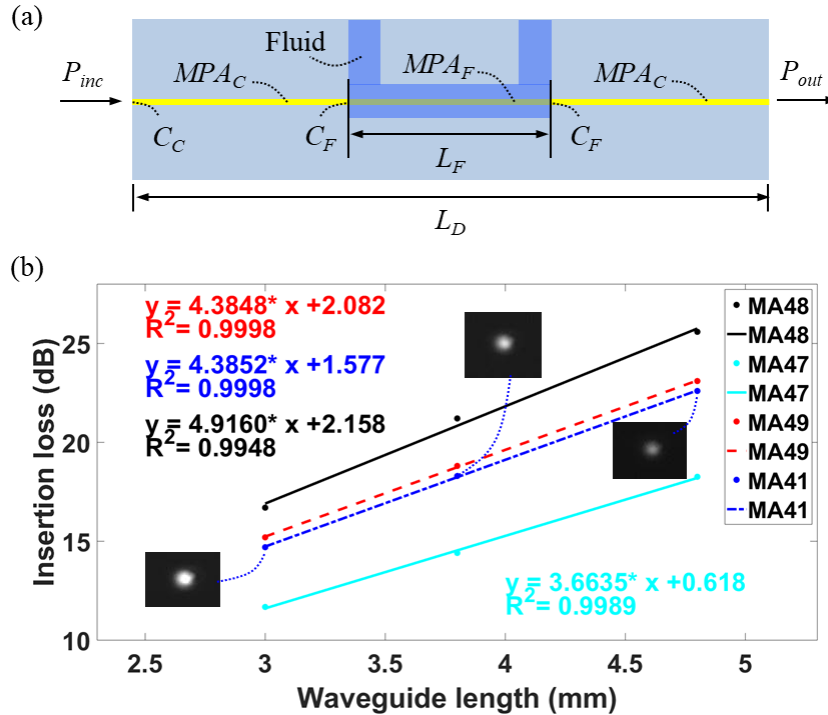 (a)
Fluid
P_inc
MPA_C
MPA_F
MPA_C
P_out
C_C
C_F
C_F
L_F
L_D
(b)
y = 4.3848* x +2.082
R^2= 0.9998
y = 4.3852* x +1.577
R^2= 0.9998
y = 4.9160* x +2.158
R^2= 0.9948
y = 3.6635* x +0.618
R^2= 0.9989
MA48
MA48
MA47
MA47
MA49
MA49
MA41
MA41
Insertion loss (dB)
25
20
15
10
2.5
3
3.5
4
4.5
5
Waveguide length (mm)